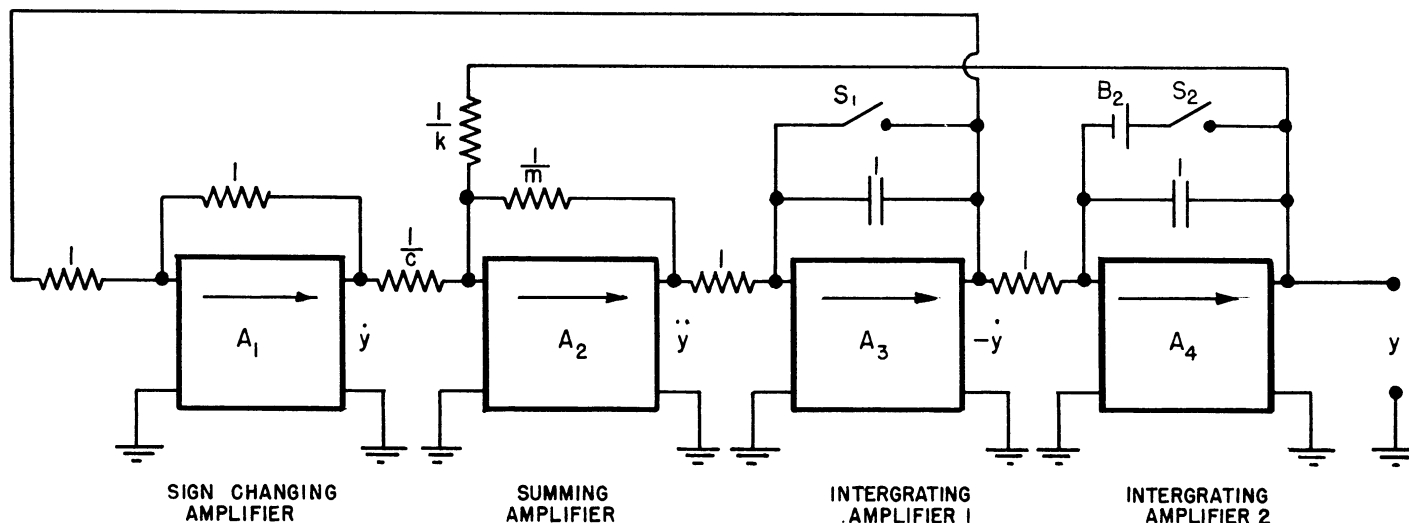 S1
B2
S2
1
k
1
m
1
1
1
1
1
c
1
1
A1
ẏ
A2
ÿ
A3
-ẏ
A4
y
SIGN CHANGING
AMPLIFIER
SUMMING
AMPLIFIER
INTERGRATING
AMPLIFIER 1
INTERGRATING
AMPLIFIER 2